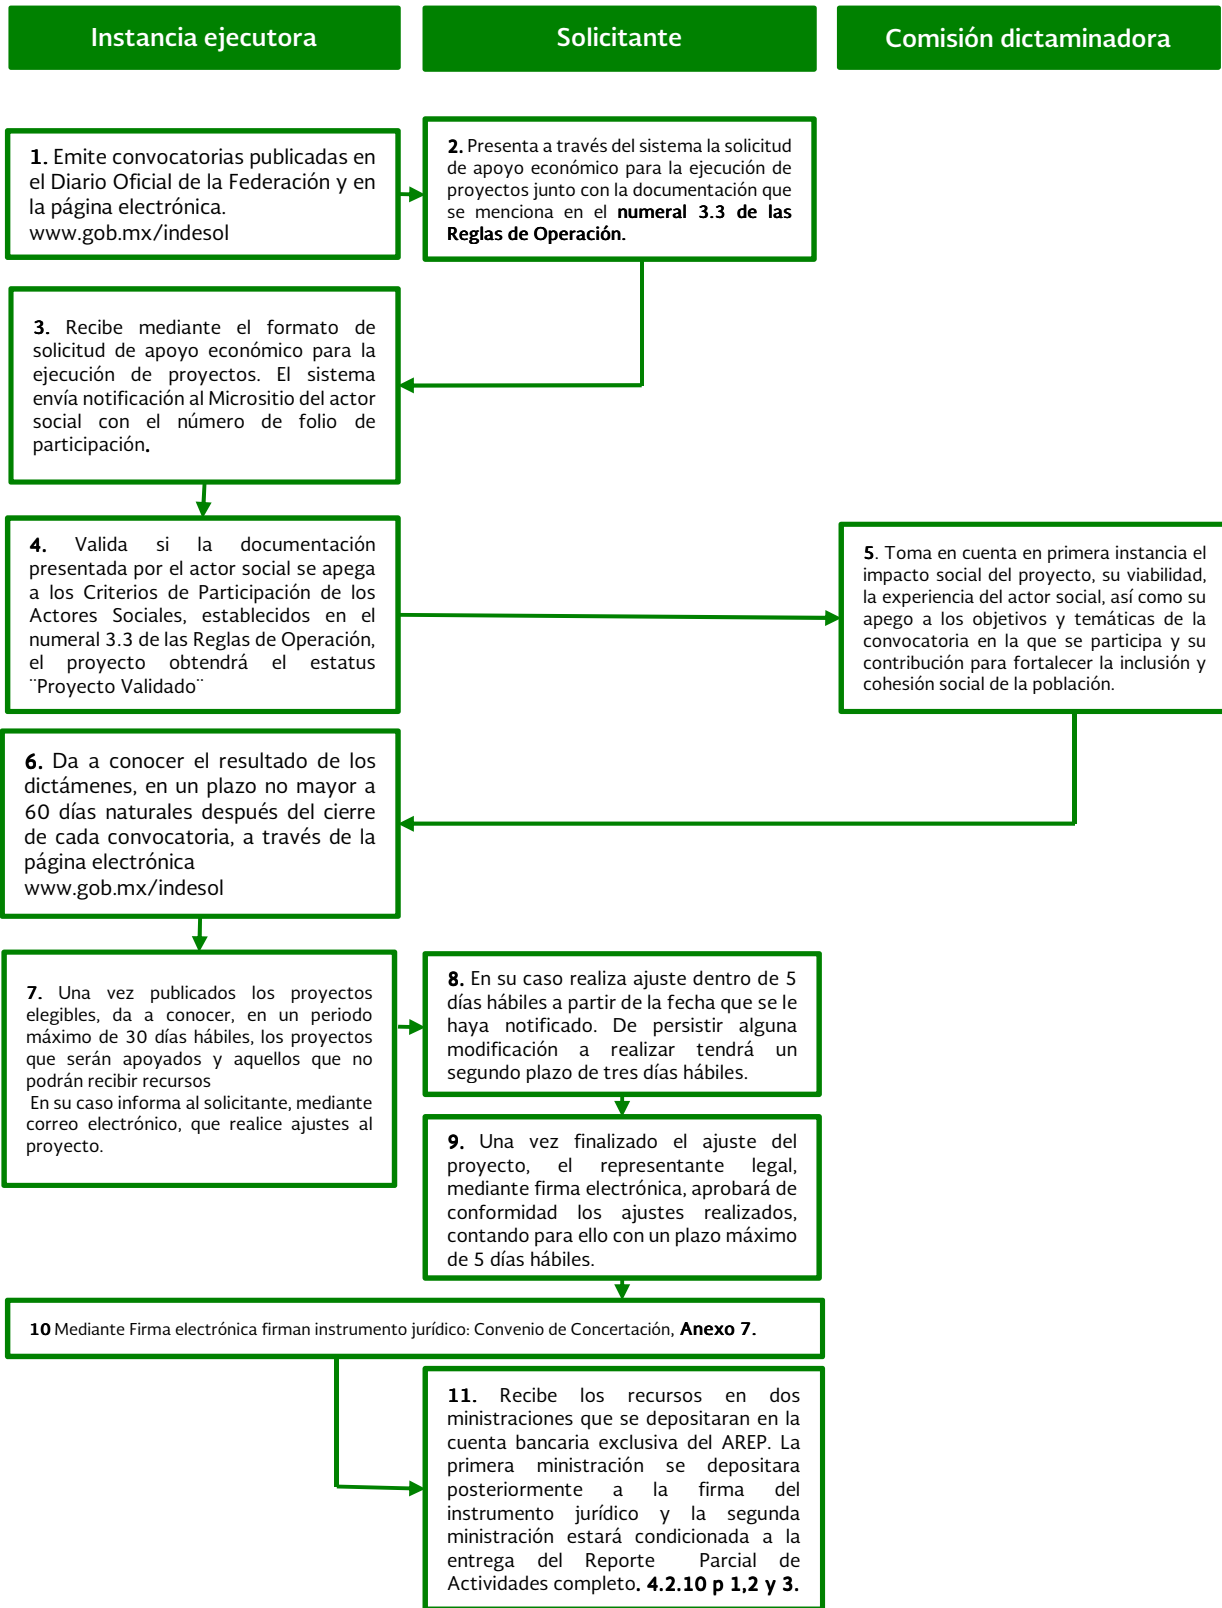 Instancia ejecutora
Solicitante
Comisión dictaminadora
1. Emite convocatorias publicadas en
el Diario Oficial de la Federación y en
la página electrónica.
www.gob.mx/indesol
2. Presenta a través del sistema la solicitud
de apoyo económico para la ejecución de
proyectos junto con la documentación que
se menciona en el numeral 3.3 de las
Reglas de Operación.
3. Recibe mediante el formato de
solicitud de apoyo económico para la
ejecución de proyectos. El sistema
envía notificación al Micrositio del actor
social con el número de folio de
participación.
4. Valida si la documentación
presentada por el actor social se apega
a los Criterios de Participación de los
Actores Sociales, establecidos en el
numeral 3.3 de las Reglas de Operación,
el proyecto obtendrá el estatus
¨Proyecto Validado¨
5. Toma en cuenta en primera instancia el
impacto social del proyecto, su viabilidad,
la experiencia del actor social, así como su
apego a los objetivos y temáticas de la
convocatoria en la que se participa y su
contribución para fortalecer la inclusión y
cohesión social de la población.
6. Da a conocer el resultado de los
dictámenes, en un plazo no mayor a
60 días naturales después del cierre
de cada convocatoria, a través de la
página electrónica
www.gob.mx/indesol
7. Una vez publicados los proyectos
elegibles, da a conocer, en un periodo
máximo de 30 días hábiles, los proyectos
que serán apoyados y aquellos que no
podrán recibir recursos
En su caso informa al solicitante, mediante
correo electrónico, que realice ajustes al
proyecto.
8. En su caso realiza ajuste dentro de 5
días hábiles a partir de la fecha que se le
haya notificado. De persistir alguna
modificación a realizar tendrá un
segundo plazo de tres días hábiles.
9. Una vez finalizado el ajuste del
proyecto, el representante legal,
mediante firma electrónica, aprobará de
conformidad los ajustes realizados,
contando para ello con un plazo máximo
de 5 días hábiles.
10 Mediante Firma electrónica firman instrumento jurídico: Convenio de Concertación, Anexo 7.
11. Recibe los recursos en dos
ministraciones que se depositaran en la
cuenta bancaria exclusiva del AREP. La
primera ministración se depositara
posteriormente a la firma del
instrumento jurídico y la segunda
ministración estará condicionada a la
entrega del Reporte Parcial de
Actividades completo. 4.2.10 p 1,2 y 3.